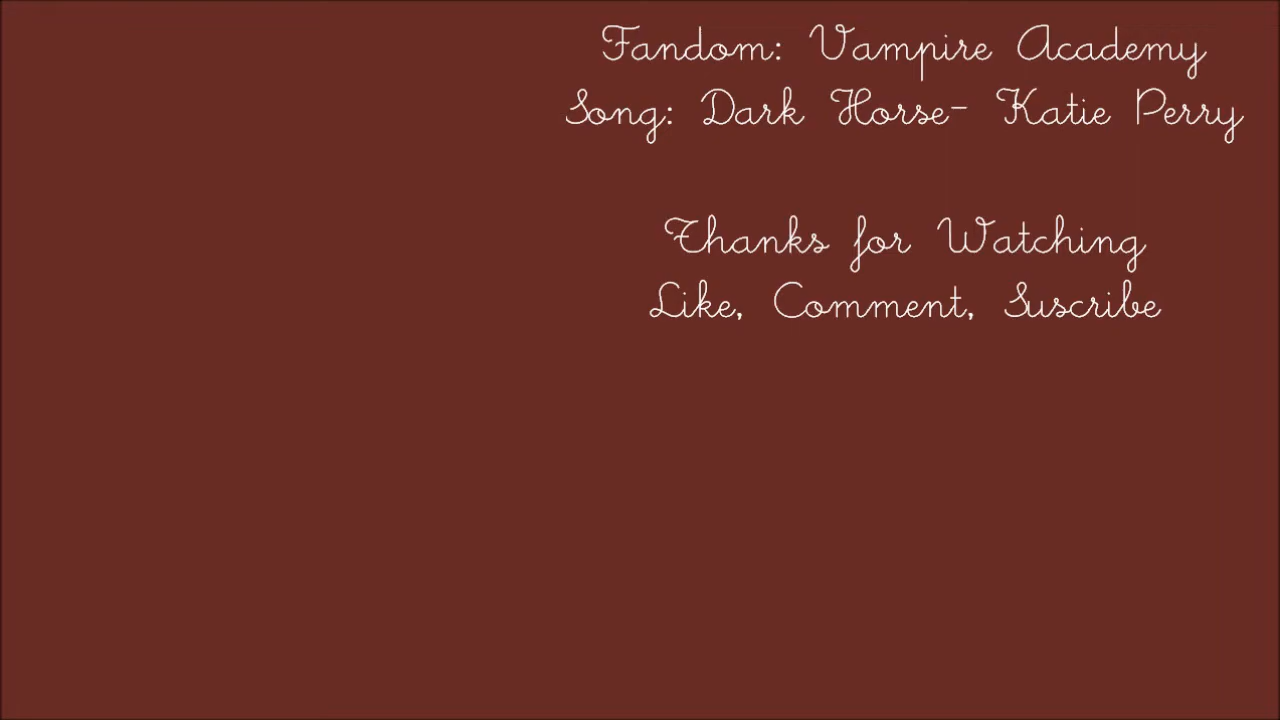 Fandom: Vampire Academy
Song: Dark Horse- Katie Perry
Thanks for Watching
Like, Comment, Suscribe